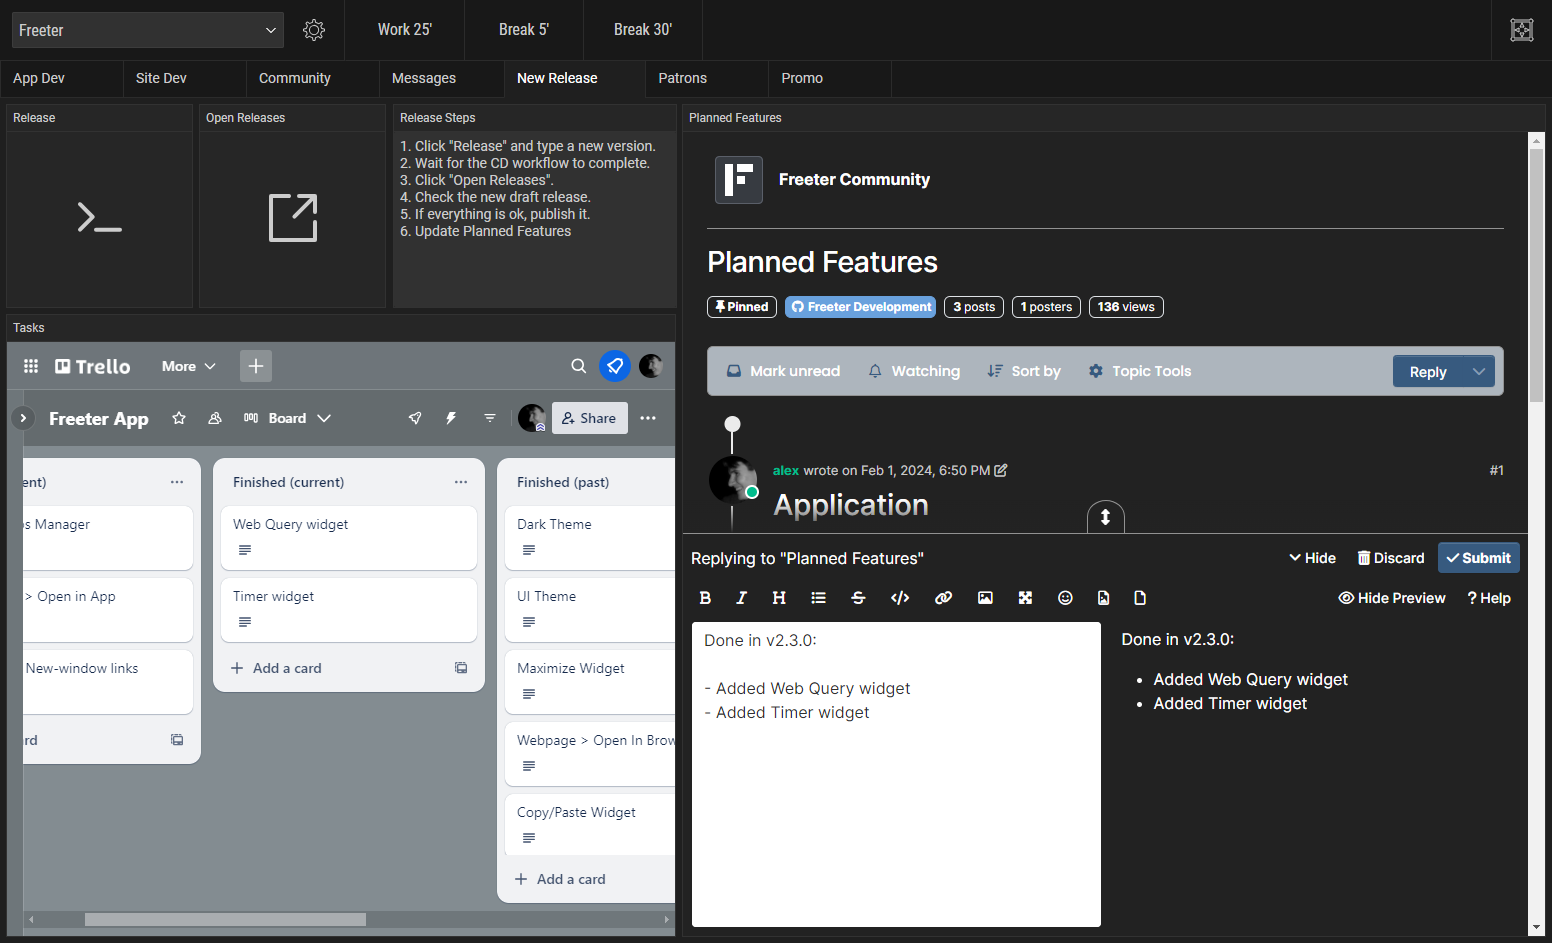 Freeter
Work 25'
Break 5'
Break 30'
App Dev
Site Dev
Community
Messages
New Release
Patrons
Promo
Release
Open Releases
Release Steps
1. Click "Release" and type a new version.
2. Wait for the CD workflow to complete.
3. Click "Open Releases".
4. Check the new draft release.
5. If everything is ok, publish it.
6. Update Planned Features
Tasks
Trello
More
Freeter App
Board
Share
ent)
s Manager
> Open in App
New-window links
rd
Finished (current)
Web Query widget
Timer widget
Add a card
Finished (past)
Dark Theme
UI Theme
Maximize Widget
Webpage > Open In Brow
Copy/Paste Widget
Add a card
Planned Features
Freeter Community
Planned Features
Pinned
Freeter Development
3 posts
1 posters
136 views
Mark unread
Watching
Sort by
Topic Tools
Reply
alex wrote on Feb 1, 2024, 6:50 PM
#1
Application
Replying to "Planned Features"
Hide
Discard
Submit
B I H S
Hide Preview
? Help
Done in v2.3.0:
- Added Web Query widget
- Added Timer widget
Done in v2.3.0:
• Added Web Query widget
• Added Timer widget